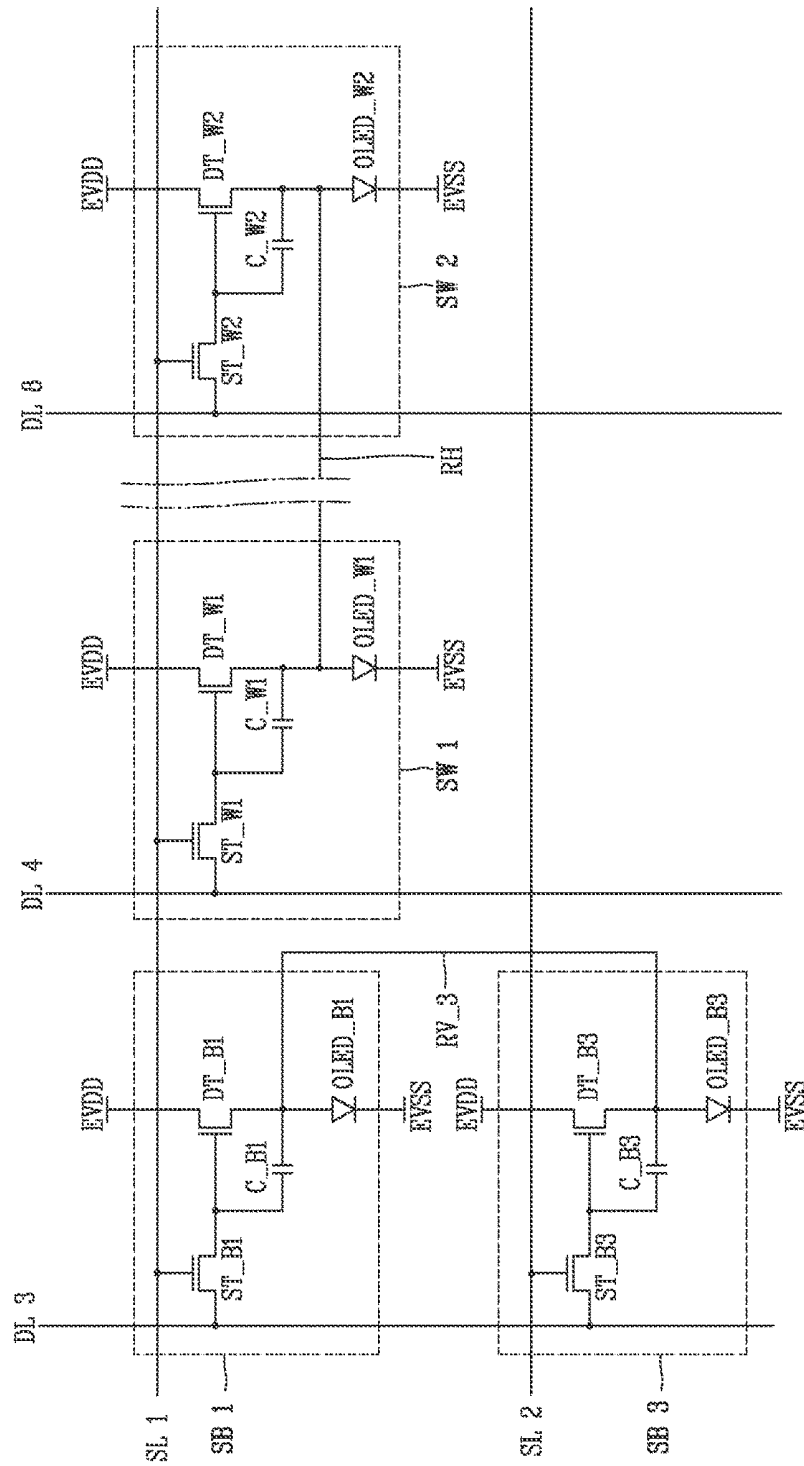 DL 3
DL 4
DL 8
EVDD
EVDD
EVDD
SL 1
SB 1
ST_B1
DT_B1
ST_W1
DT_W1
ST_W2
DT_W2
C_B1
C_W1
C_W2
OLED_B1
OLED_W1
OLED_W2
EVSS
RV_3
SW 1
EVSS
RH
SW 2
EVSS
EVDD
SL 2
ST_B3
DT_B3
C_B3
SB 3
OLED_B3
EVSS